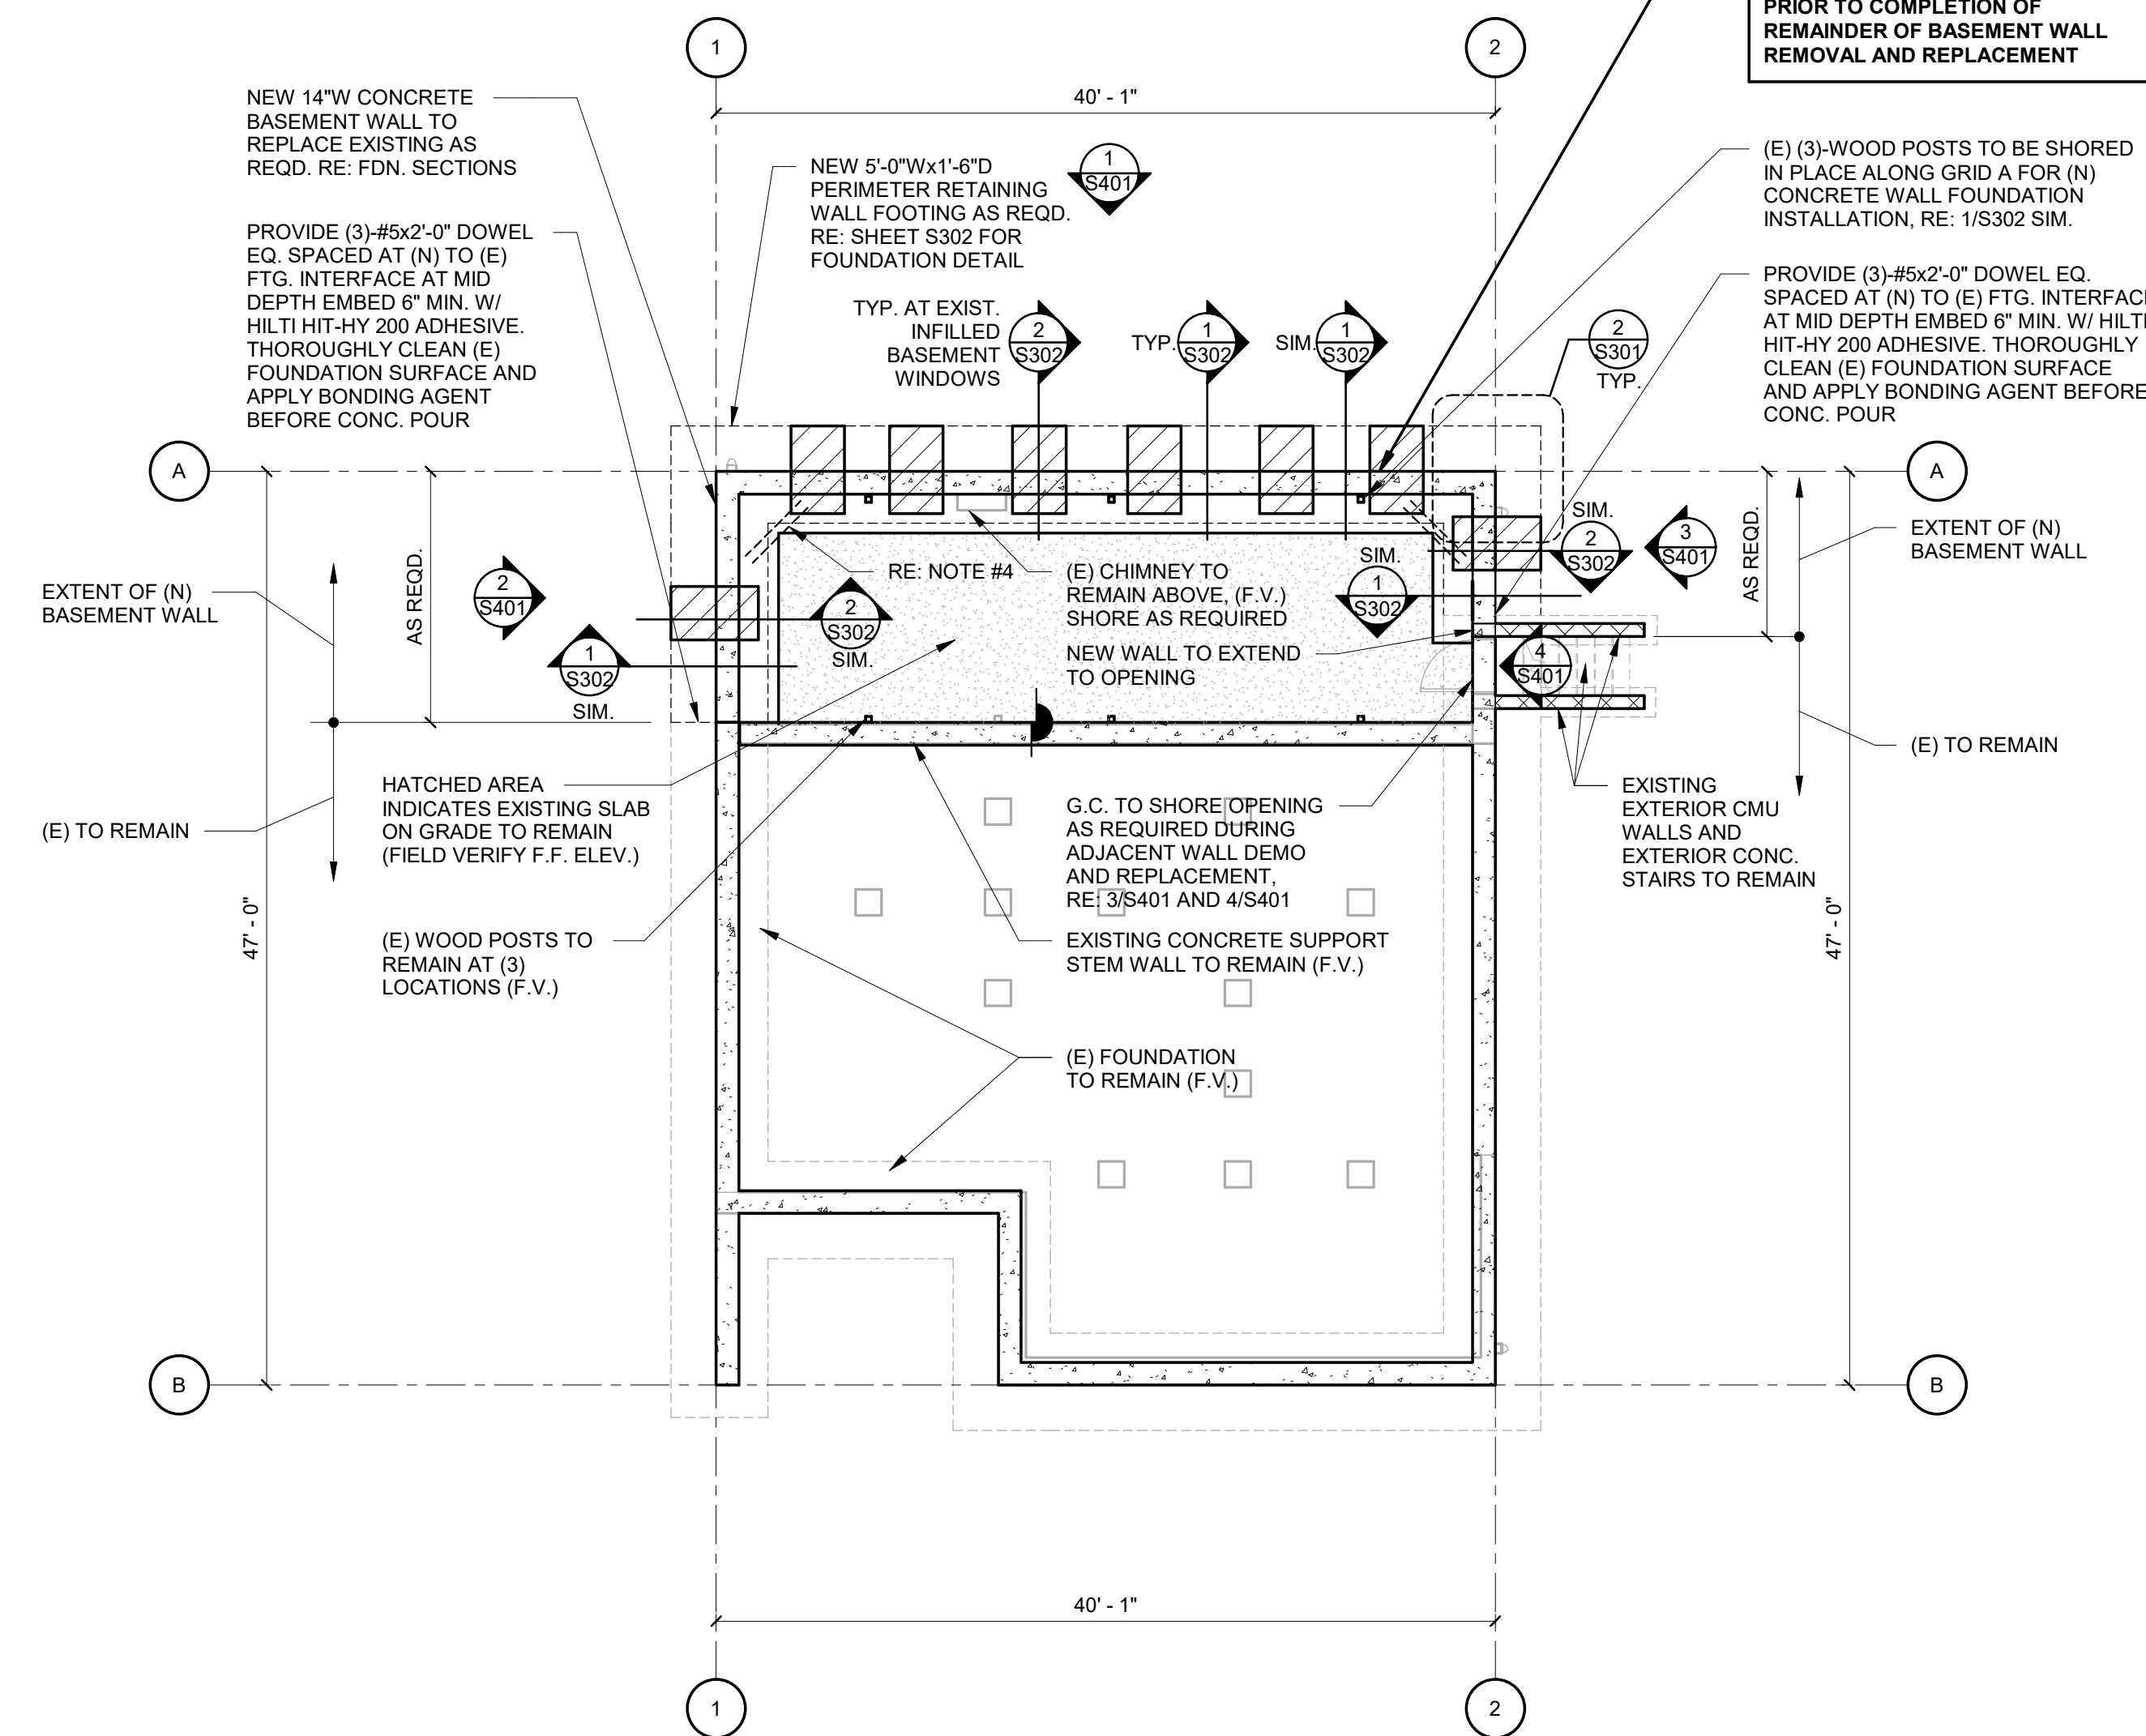 PRIOR TO COMPLETION OF
REMAINDER OF BASEMENT WALL
REMOVAL AND REPLACEMENT
1
2
40' - 1"
NEW 14"W CONCRETE
BASEMENT WALL TO
REPLACE EXISTING AS
REQD. RE: FDN. SECTIONS
PROVIDE (3)-#5x2'-0" DOWEL
EQ. SPACED AT (N) TO (E)
FTG. INTERFACE AT MID
DEPTH EMBED 6" MIN. W/
HILTI HIT-HY 200 ADHESIVE.
THOROUGHLY CLEAN (E)
FOUNDATION SURFACE AND
APPLY BONDING AGENT
BEFORE CONC. POUR
NEW 5'-0"Wx1'-6"D
PERIMETER RETAINING
WALL FOOTING AS REQD.
RE: SHEET S302 FOR
FOUNDATION DETAIL
1
S401
(E) (3)-WOOD POSTS TO BE SHORED
IN PLACE ALONG GRID A FOR (N)
CONCRETE WALL FOUNDATION
INSTALLATION, RE: 1/S302 SIM.
PROVIDE (3)-#5x2'-0" DOWEL EQ.
SPACED AT (N) TO (E) FTG. INTERFACE
AT MID DEPTH EMBED 6" MIN. W/ HILTI
HIT-HY 200 ADHESIVE. THOROUGHLY
CLEAN (E) FOUNDATION SURFACE
AND APPLY BONDING AGENT BEFORE
CONC. POUR
TYP. AT EXIST.
INFILLED
BASEMENT
WINDOWS
2
S302
TYP.
1
S302
SIM.
1
S302
2
S301
TYP.
A
A
AS REQD.
AS REQD.
EXTENT OF (N)
BASEMENT WALL
2
S401
1
S302
SIM.
2
S302
SIM.
RE: NOTE #4
(E) CHIMNEY TO
REMAIN ABOVE, (F.V.)
SHORE AS REQUIRED
NEW WALL TO EXTEND
TO OPENING
SIM.
1
S302
SIM.
2
S302
3
S401
4
S401
EXTENT OF (N)
BASEMENT WALL
(E) TO REMAIN
(E) TO REMAIN
HATCHED AREA
INDICATES EXISTING SLAB
ON GRADE TO REMAIN
(FIELD VERIFY F.F. ELEV.)
G.C. TO SHORE OPENING
AS REQUIRED DURING
ADJACENT WALL DEMO
AND REPLACEMENT,
RE: 3/S401 AND 4/S401
EXISTING
EXTERIOR CMU
WALLS AND
EXTERIOR CONC.
STAIRS TO REMAIN
47' - 0"
47' - 0"
(E) WOOD POSTS TO
REMAIN AT (3)
LOCATIONS (F.V.)
EXISTING CONCRETE SUPPORT
STEM WALL TO REMAIN (F.V.)
(E) FOUNDATION
TO REMAIN (F.V.)
B
B
40' - 1"
1
2